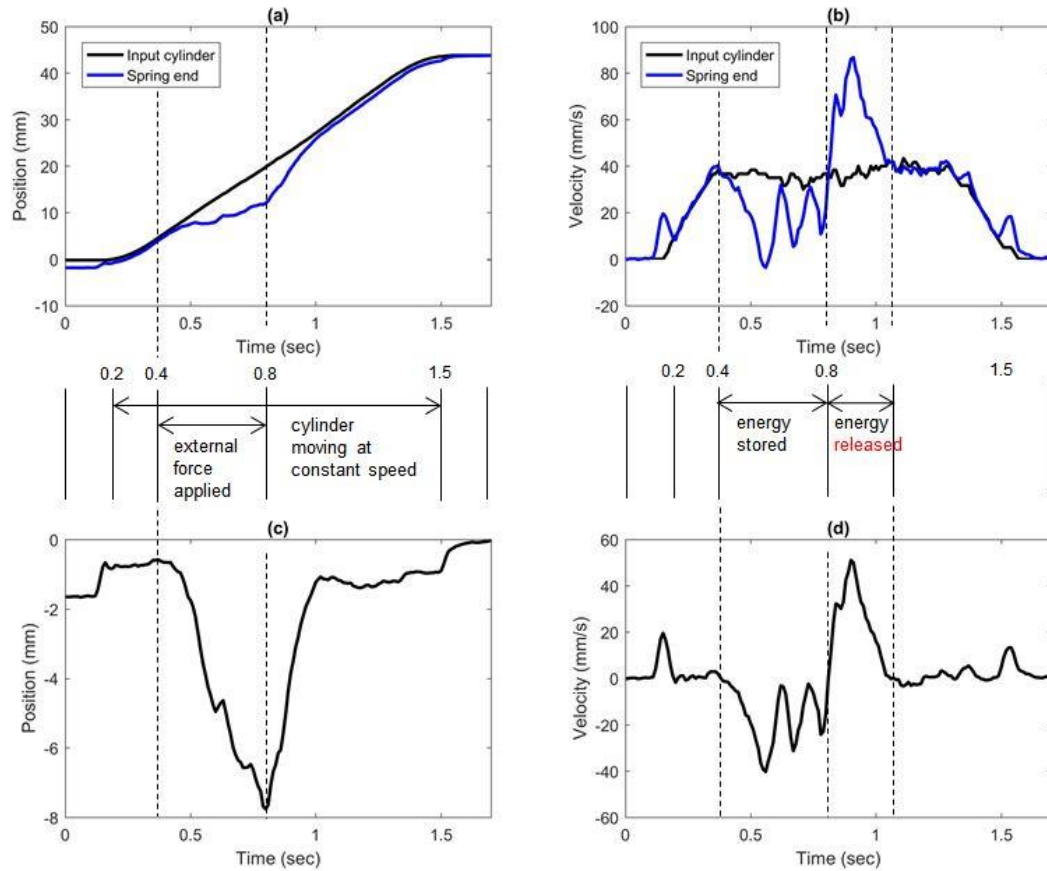 (a)
50
40
30
20
10
0
-10
Position (mm)
Input cylinder
Spring end
0 0.5 1 1.5
Time (sec)
(b)
100
80
60
40
20
0
-20
Velocity (mm/s)
Input cylinder
Spring end
0 0.5 1 1.5
Time (sec)
0.2 0.4 0.8 1.5
external
force
applied
cylinder
moving at
constant speed
0.2 0.4 0.8 1.5
energy
stored
energy
released
(c)
0
-2
-4
-6
-8
Position (mm)
0 0.5 1 1.5
Time (sec)
(d)
60
40
20
0
-20
-40
-60
Velocity (mm/s)
0 0.5 1 1.5
Time (sec)